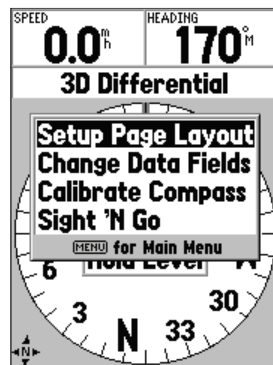 SPEED HEADING
0.0 m h 170° M
3D Differential
Setup Page Layout
Change Data Fields
Calibrate Compass
Sight 'N Go
MENU for Main Menu
Hold Level
6 W
3 30
N 33
N